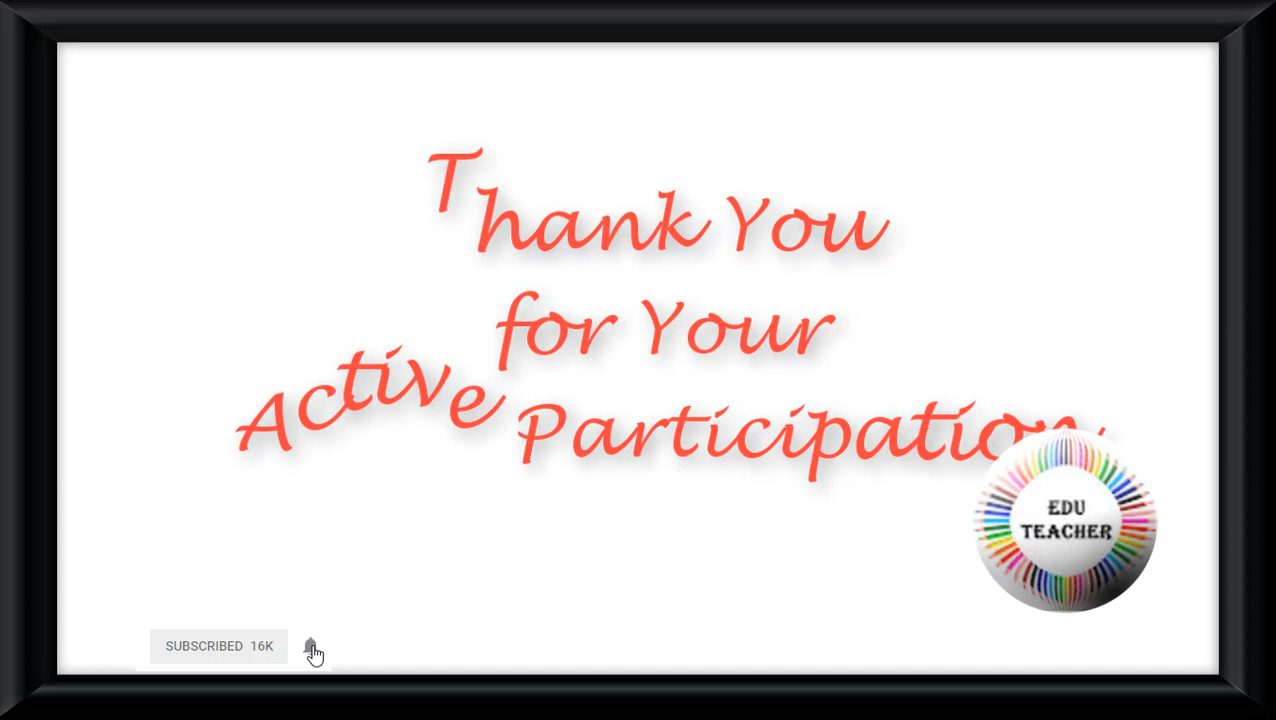 Thank You
for Your
Active Participation
EDU
TEACHER
SUBSCRIBED 16K